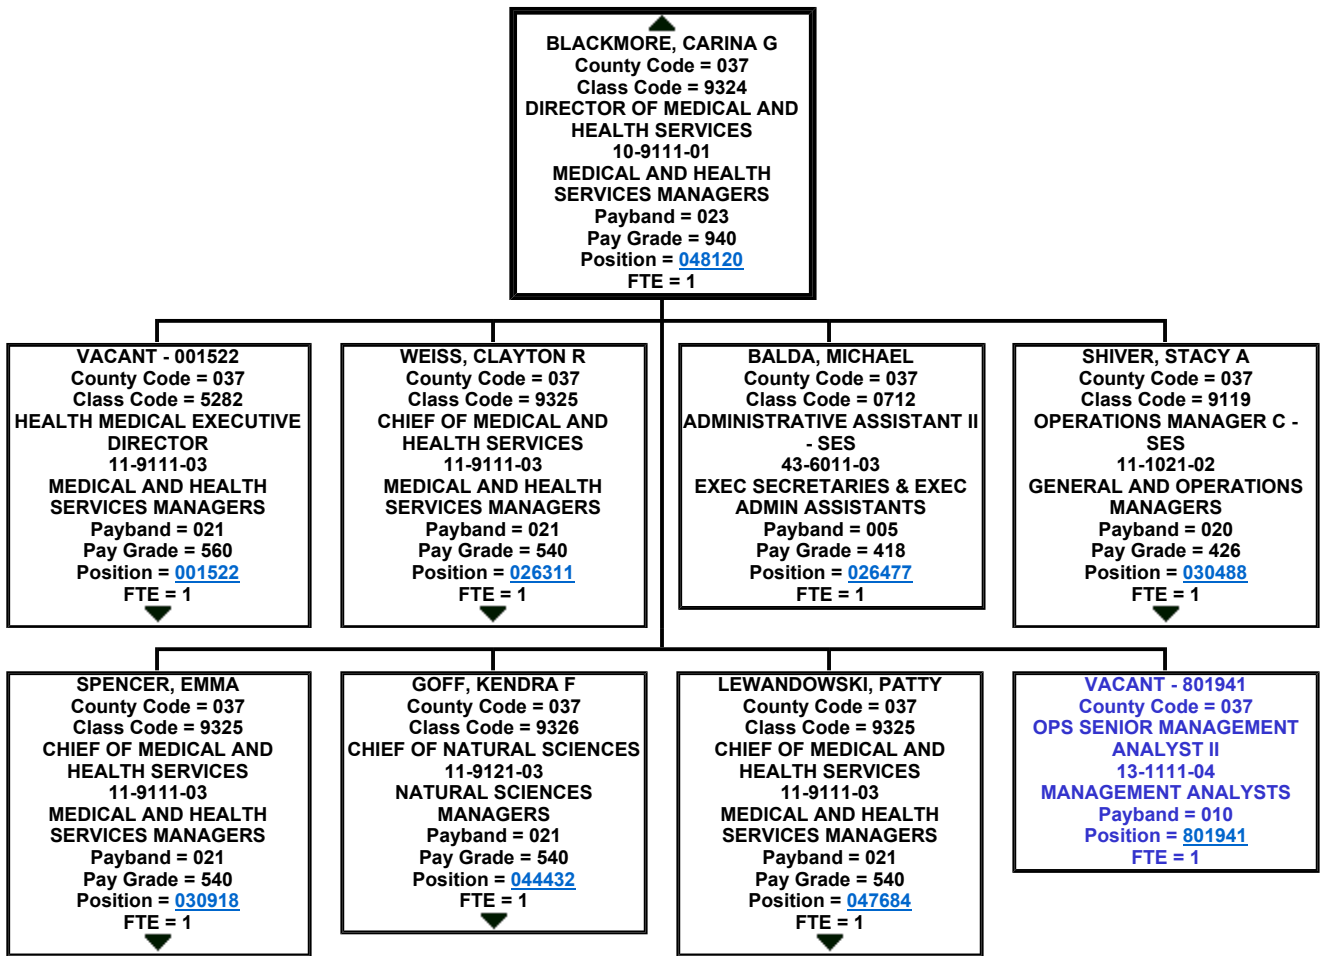 BLACKMORE, CARINA G
County Code = 037
Class Code = 9324
DIRECTOR OF MEDICAL AND
HEALTH SERVICES
10-9111-01
MEDICAL AND HEALTH
SERVICES MANAGERS
Payband = 023
Pay Grade = 940
Position = 048120
FTE = 1
VACANT - 001522
County Code = 037
Class Code = 5282
HEALTH MEDICAL EXECUTIVE
DIRECTOR
11-9111-03
MEDICAL AND HEALTH
SERVICES MANAGERS
Payband = 021
Pay Grade = 560
Position = 001522
FTE = 1
WEISS, CLAYTON R
County Code = 037
Class Code = 9325
CHIEF OF MEDICAL AND
HEALTH SERVICES
11-9111-03
MEDICAL AND HEALTH
SERVICES MANAGERS
Payband = 021
Pay Grade = 540
Position = 026311
FTE = 1
BALDA, MICHAEL
County Code = 037
Class Code = 0712
ADMINISTRATIVE ASSISTANT II
- SES
43-6011-03
EXEC SECRETARIES & EXEC
ADMIN ASSISTANTS
Payband = 005
Pay Grade = 418
Position = 026477
FTE = 1
SHIVER, STACY A
County Code = 037
Class Code = 9119
OPERATIONS MANAGER C -
SES
11-1021-02
GENERAL AND OPERATIONS
MANAGERS
Payband = 020
Pay Grade = 426
Position = 030488
FTE = 1
SPENCER, EMMA
County Code = 037
Class Code = 9325
CHIEF OF MEDICAL AND
HEALTH SERVICES
11-9111-03
MEDICAL AND HEALTH
SERVICES MANAGERS
Payband = 021
Pay Grade = 540
Position = 030918
FTE = 1
GOFF, KENDRA F
County Code = 037
Class Code = 9326
CHIEF OF NATURAL SCIENCES
11-9121-03
NATURAL SCIENCES
MANAGERS
Payband = 021
Pay Grade = 540
Position = 044432
FTE = 1
LEWANDOWSKI, PATTY
County Code = 037
Class Code = 9325
CHIEF OF MEDICAL AND
HEALTH SERVICES
11-9111-03
MEDICAL AND HEALTH
SERVICES MANAGERS
Payband = 021
Pay Grade = 540
Position = 047684
FTE = 1
VACANT - 801941
County Code = 037
OPS SENIOR MANAGEMENT
ANALYST II
13-1111-04
MANAGEMENT ANALYSTS
Payband = 010
Position = 801941
FTE = 1